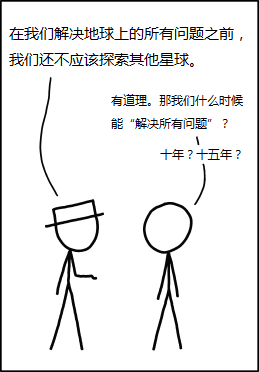 在我们解决地球上的所有问题之前，
我们还不应该探索其他星球。
有道理。那我们什么时候
能“解决所有问题”？
十年？十五年？